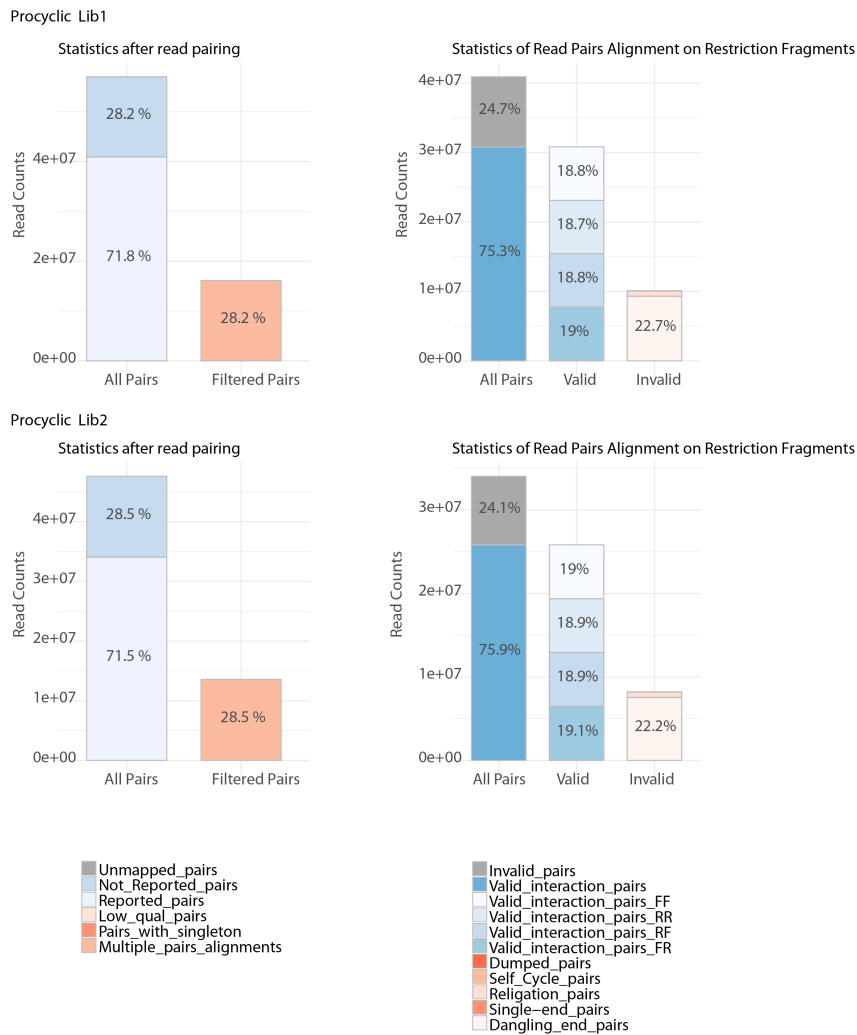 Procyclic Lib1
Statistics after read pairing
Statistics of Read Pairs Alignment on Restriction Fragments
Read Counts
4e+07
2e+07
0e+00
28.2 %
71.8 %
28.2 %
All Pairs
Filtered Pairs
Read Counts
4e+07
3e+07
2e+07
1e+07
0e+00
24.7%
75.3%
18.8%
18.7%
18.8%
19%
22.7%
All Pairs
Valid
Invalid
Procyclic Lib2
Statistics after read pairing
Statistics of Read Pairs Alignment on Restriction Fragments
Read Counts
4e+07
3e+07
2e+07
1e+07
0e+00
28.5 %
71.5 %
28.5 %
All Pairs
Filtered Pairs
Read Counts
3e+07
2e+07
1e+07
0e+00
24.1%
75.9%
19%
18.9%
18.9%
19.1%
22.2%
All Pairs
Valid
Invalid
Unmapped_pairs
Not_Reported_pairs
Reported_pairs
Low_qual_pairs
Pairs_with_singleton
Multiple_pairs_alignments
Invalid_pairs
Valid_interaction_pairs
Valid_interaction_pairs_FF
Valid_interaction_pairs_RR
Valid_interaction_pairs_RF
Valid_interaction_pairs_FR
Dumped_pairs
Self_Cycle_pairs
Religation_pairs
Single−end_pairs
Dangling_end_pairs